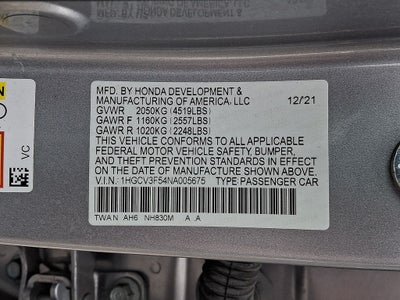 MFD. BY HONDA DEVELOPMENT &
MANUFACTURING OF AMERICA, LLC 12/21
GVWR 2050KG (4519LBS)
GAWR F 1160KG (2557LBS)
GAWR R 1020KG (2248LBS)
THIS VEHICLE CONFORMS TO ALL APPLICABLE
FEDERAL MOTOR VEHICLE SAFETY, BUMPER,
AND THEFT PREVENTION STANDARDS IN EFFECT
ON THE DATE OF MANUFACTURE SHOWN ABOVE.
V.I.N.: 1HGCV3F54NA005675 TYPE:PASSENGER CAR
TWA N AH6 NH830M A .A
VC